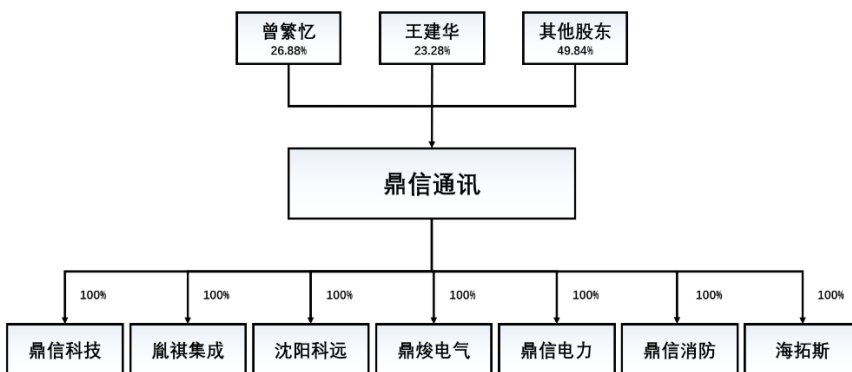 曾繁忆
26.88%
王建华
23.28%
其他股东
49.84%
鼎信通讯
100%
100%
100%
100%
100%
100%
100%
鼎信科技
胤祺集成
沈阳科远
鼎焌电气
鼎信电力
鼎信消防
海拓斯